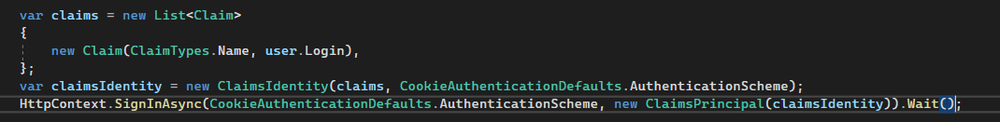 var claims = new List<Claim>
{
    new Claim(ClaimTypes.Name, user.Login),
};
var claimsIdentity = new ClaimsIdentity(claims, CookieAuthenticationDefaults.AuthenticationScheme);
HttpContext.SignInAsync(CookieAuthenticationDefaults.AuthenticationScheme, new ClaimsPrincipal(claimsIdentity)).Wait();